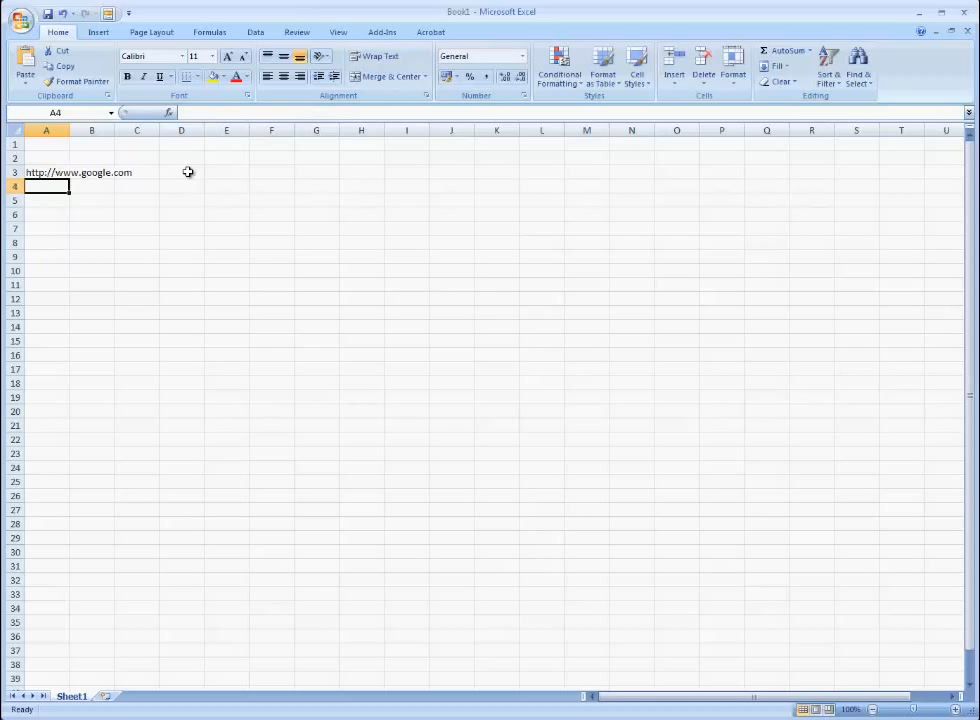 Book1 - Microsoft Excel
Home Insert Page Layout Formulas Data Review View Add-Ins Acrobat
Paste Cut Copy Format Painter Clipboard
Calibri 11 B I U A Font
Wrap Text Merge & Center Alignment
General $ % , Number
Conditional Formatting Format as Table Cell Styles Styles
Insert Delete Format Cells
AutoSum Fill Clear Sort & Filter Find & Select Editing
A4 fx
A B C D E F G H I J K L M N O P Q R S T U
1
2
3 http://www.google.com
4
5
6
7
8
9
10
11
12
13
14
15
16
17
18
19
20
21
22
23
24
25
26
27
28
29
30
31
32
33
34
35
36
37
38
39
Sheet1
Ready 100%